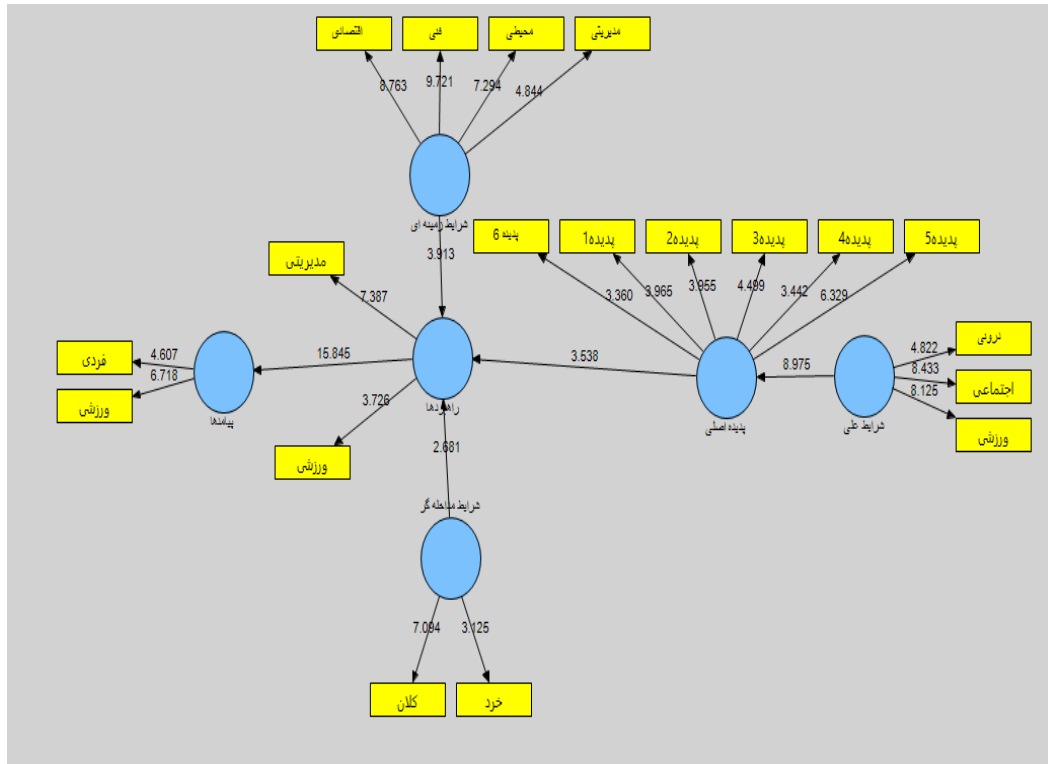 اقتصادی
فنی
محیطی
مدیریتی
8.763
9.721
7.294
4.844
شرایط زمینه ای
3.913
پدیده 6
پدیده1
پدیده2
پدیده3
پدیده4
پدیده5
3.360
3.965
3.955
4.499
3.442
6.329
مدیریتی
7.387
درونی
4.822
اجتماعی
8.433
ورزشی
8.125
شرایط علی
8.975
پدیده اصلی
3.538
راهبردها
15.845
فردی
4.607
ورزشی
6.718
پیامدها
3.726
ورزشی
2.681
شرایط مداخله گر
7.094
3.125
کلان
خرد